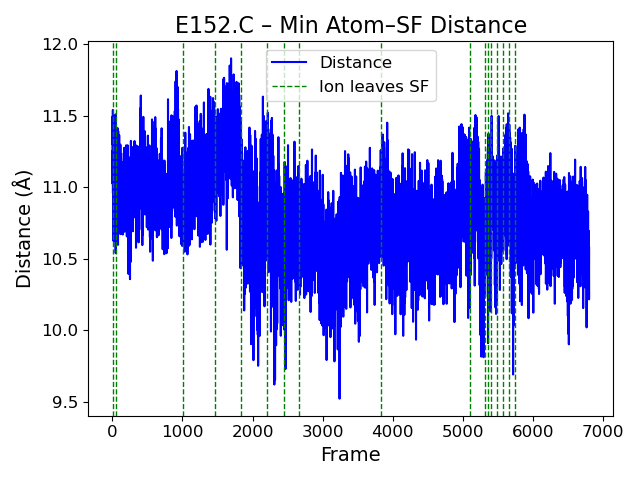 E152.C – Min Atom–SF Distance
Distance
Ion leaves SF
Distance (Å)
12.0
11.5
11.0
10.5
10.0
9.5
0 1000 2000 3000 4000 5000 6000 7000
Frame